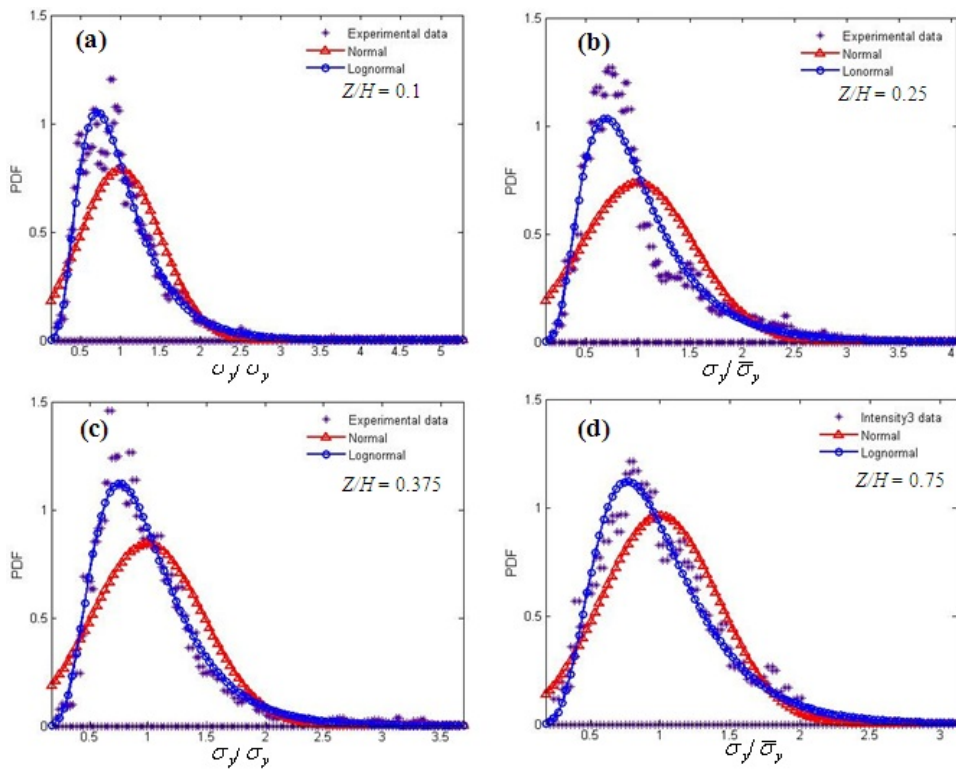 (a)
Experimental data
Normal
Lognormal
Z/H = 0.1
PDF
1.5
1
0.5
0
0.5 1 1.5 2 2.5 3 3.5 4 4.5 5
(b)
Experimental data
Normal
Lonormal
Z/H = 0.25
PDF
1.5
1
0.5
0
0.5 1 1.5 2 2.5 3 3.5 4
σy/σ̅y
(c)
Experimental data
Normal
Lognormal
Z/H = 0.375
PDF
1.5
1
0.5
0
0.5 1 1.5 2 2.5 3 3.5
σy/σy
(d)
Intensity3 data
Normal
Lognormal
Z/H = 0.75
PDF
1.5
1
0.5
0
0.5 1 1.5 2 2.5 3
σy/σ̅y